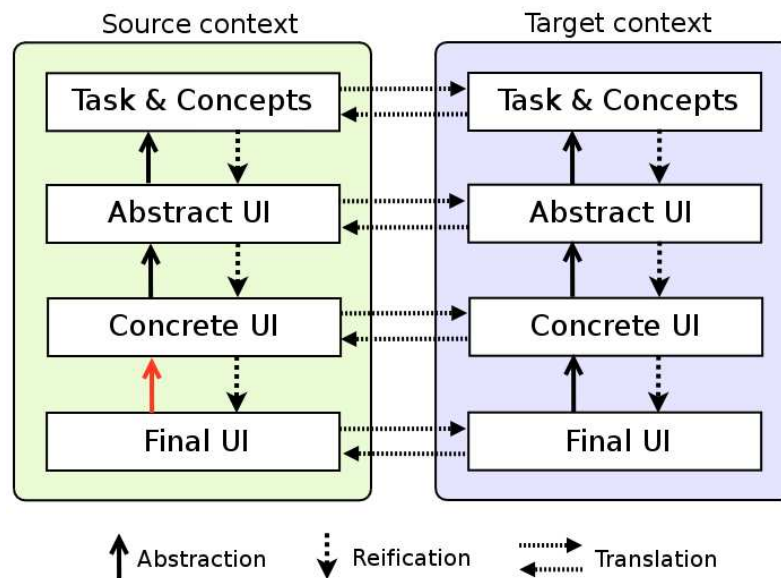 Source context
Target context
Task & Concepts
Task & Concepts
Abstract UI
Abstract UI
Concrete UI
Concrete UI
Final UI
Final UI
Abstraction
Reification
Translation